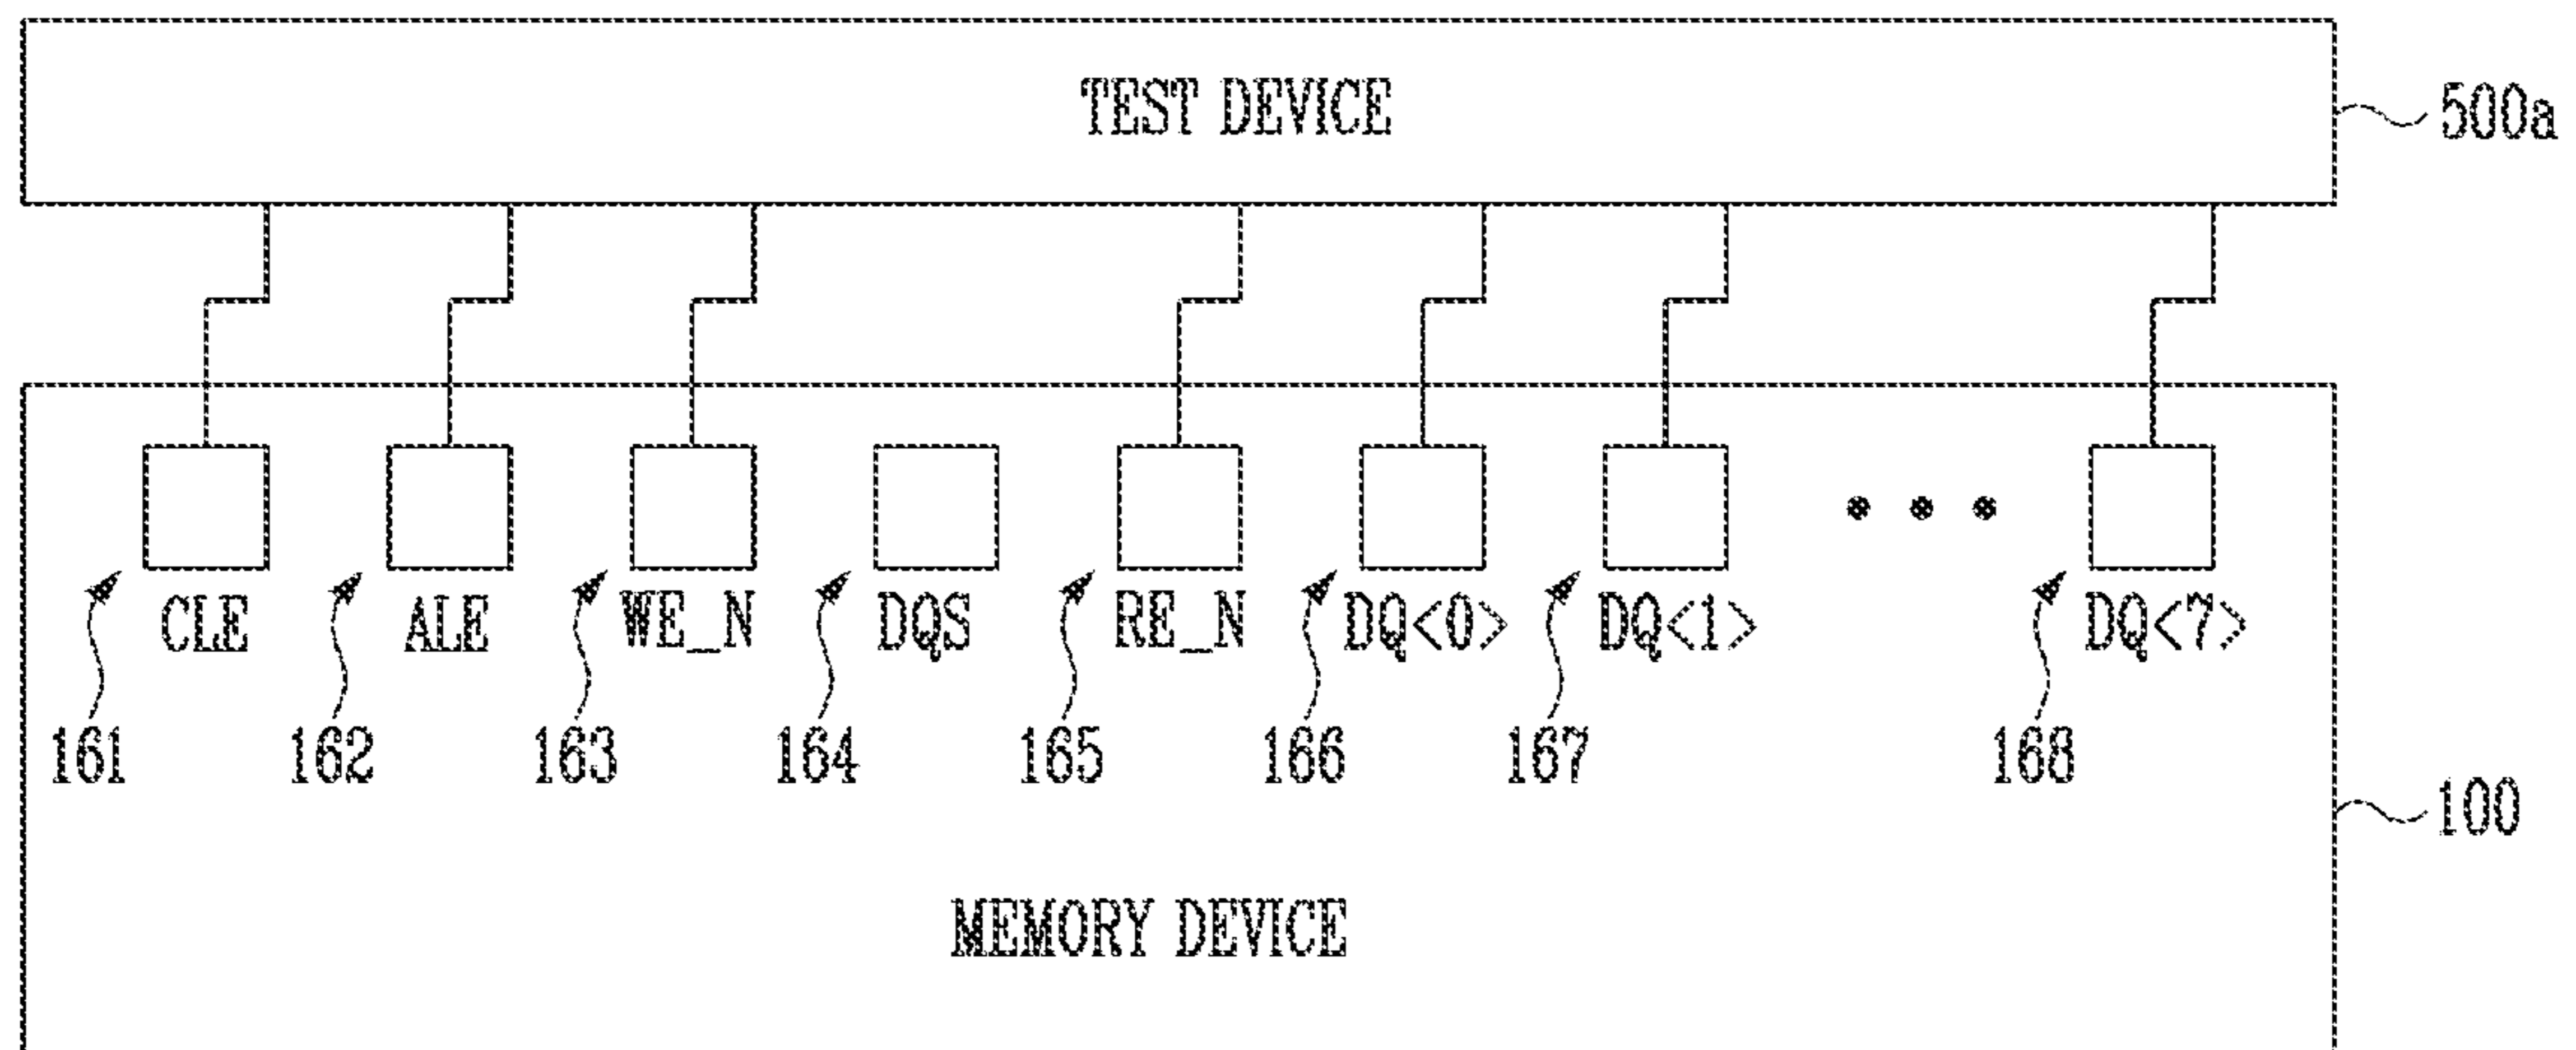 TEST DEVICE
500a
CLE ALE WE_N DQS RE_N DQ<0> DQ<1> DQ<7>
161 162 163 164 165 166 167 168
100
MEMORY DEVICE